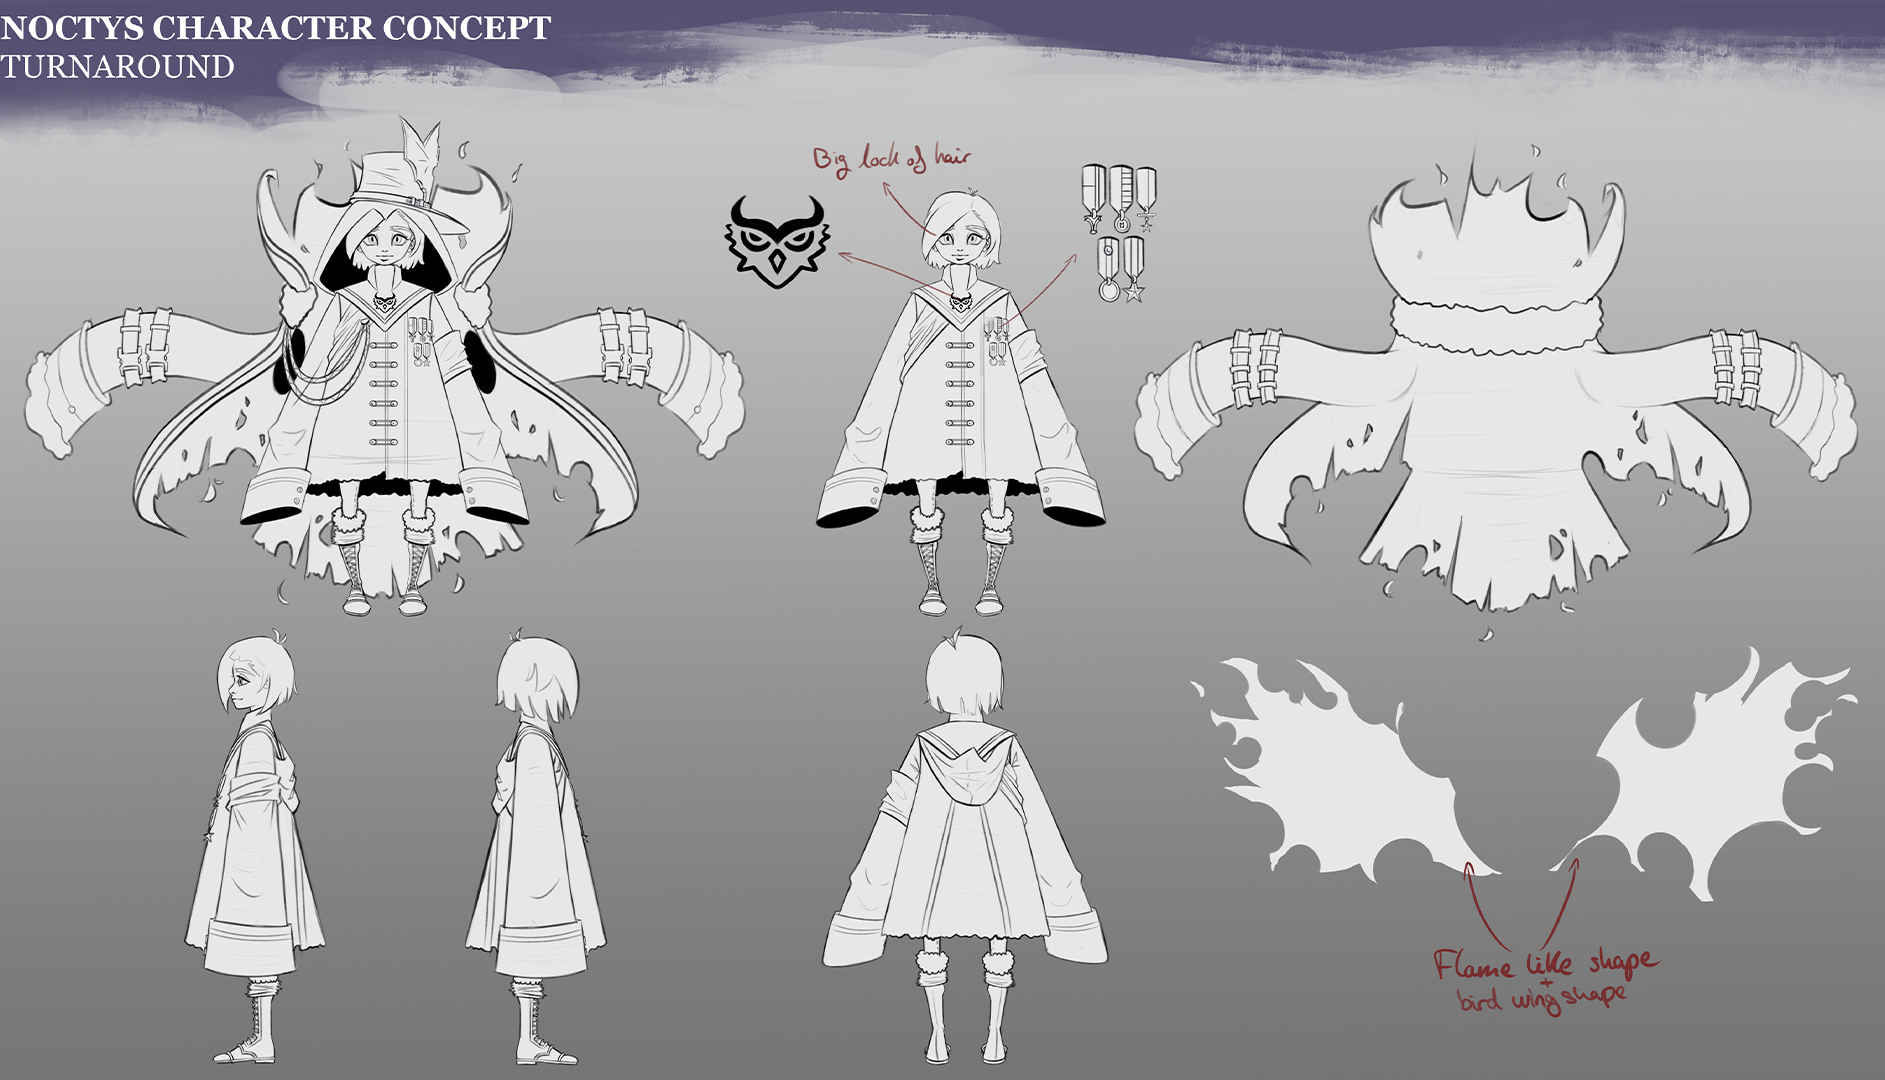 NOCTYS CHARACTER CONCEPT
TURNAROUND
Big lock of hair
Flame like shape
+
bird wing shape